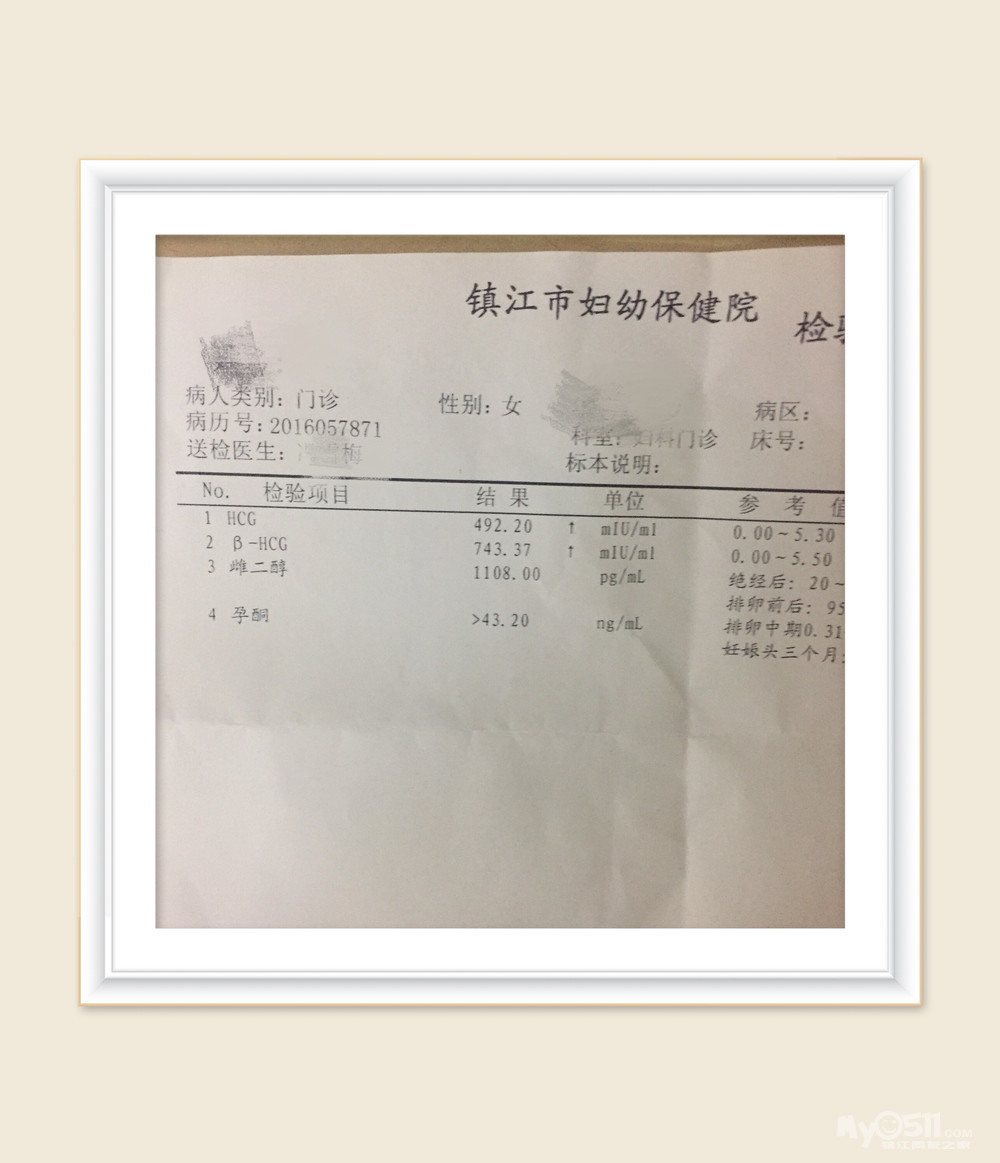 镇江市妇幼保健院
检
病人类别: 门诊
性别: 女
病区:
病历号: 2016057871
科室: 妇科门诊
床号:
送检医生:
标本说明:
No. 检验项目 结 果 单位 参 考 值
1 HCG 492.20 ↑ mIU/ml 0.00~5.30
2 β-HCG 743.37 ↑ mIU/ml 0.00~5.50
3 雌二醇 1108.00 pg/mL 绝经后: 20~
排卵前后: 95
4 孕酮 >43.20 ng/mL 排卵中期0.31
妊娠头三个月:
My0511.COM